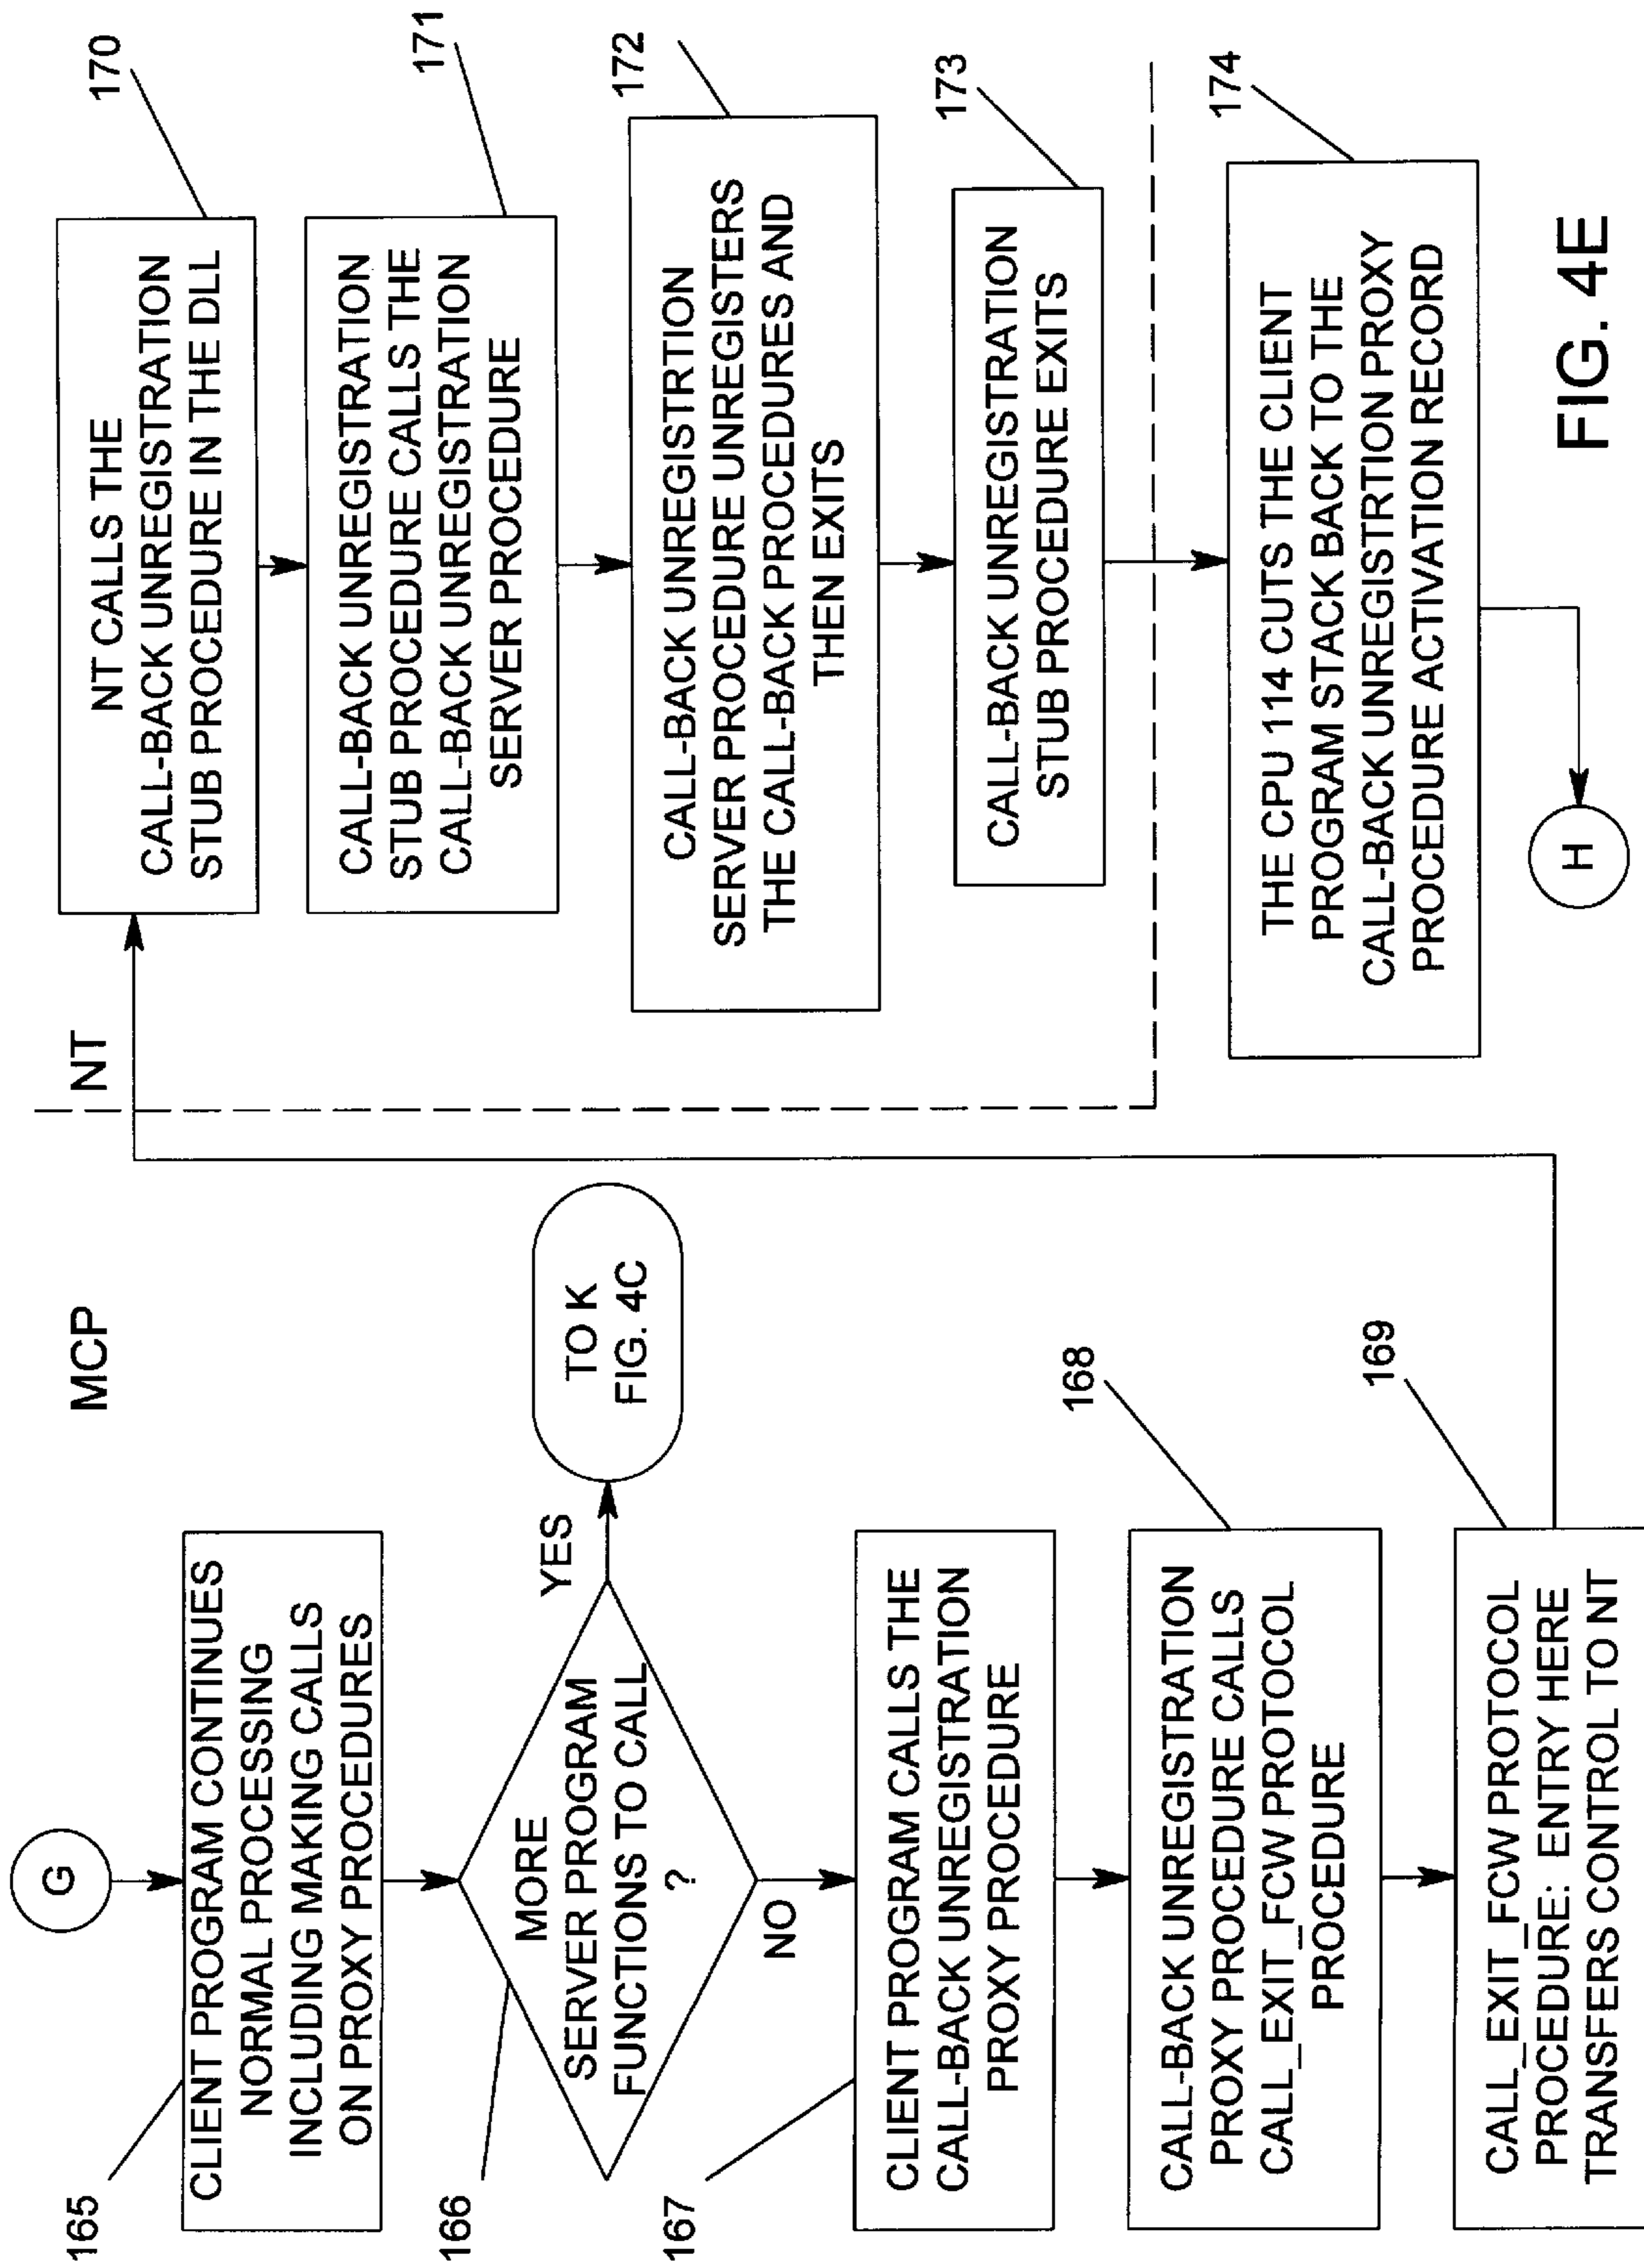 MCP
NT
G
165
CLIENT PROGRAM CONTINUES
NORMAL PROCESSING
INCLUDING MAKING CALLS
ON PROXY PROCEDURES
166
MORE
SERVER PROGRAM
FUNCTIONS TO CALL
?
YES
TO K
FIG. 4C
NO
167
CLIENT PROGRAM CALLS THE
CALL-BACK UNREGISTRATION
PROXY PROCEDURE
168
CALL-BACK UNREGISTRATION
PROXY PROCEDURE CALLS
CALL_EXIT_FCW PROTOCOL
PROCEDURE
169
CALL_EXIT_FCW PROTOCOL
PROCEDURE: ENTRY HERE
TRANSFERS CONTROL TO NT
170
NT CALLS THE
CALL-BACK UNREGISTRATION
STUB PROCEDURE IN THE DLL
171
CALL-BACK UNREGISTRATION
STUB PROCEDURE CALLS THE
CALL-BACK UNREGISTRATION
SERVER PROCEDURE
172
CALL-BACK UNREGISTRTION
SERVER PROCEDURE UNREGISTERS
THE CALL-BACK PROCEDURES AND
THEN EXITS
173
CALL-BACK UNREGISTRATION
STUB PROCEDURE EXITS
174
THE CPU 114 CUTS THE CLIENT
PROGRAM STACK BACK TO THE
CALL-BACK UNREGISTRTION PROXY
PROCEDURE ACTIVATION RECORD
H
FIG. 4E